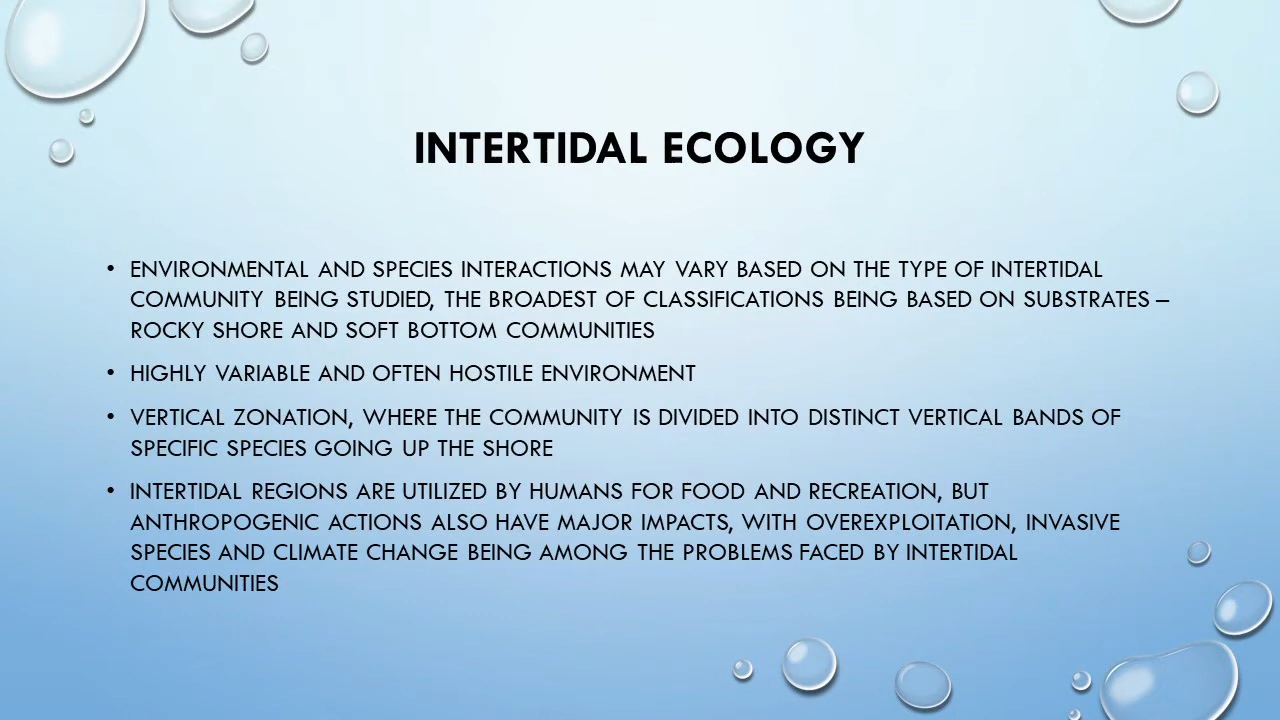 INTERTIDAL ECOLOGY
• ENVIRONMENTAL AND SPECIES INTERACTIONS MAY VARY BASED ON THE TYPE OF INTERTIDAL
COMMUNITY BEING STUDIED, THE BROADEST OF CLASSIFICATIONS BEING BASED ON SUBSTRATES –
ROCKY SHORE AND SOFT BOTTOM COMMUNITIES
• HIGHLY VARIABLE AND OFTEN HOSTILE ENVIRONMENT
• VERTICAL ZONATION, WHERE THE COMMUNITY IS DIVIDED INTO DISTINCT VERTICAL BANDS OF
SPECIFIC SPECIES GOING UP THE SHORE
• INTERTIDAL REGIONS ARE UTILIZED BY HUMANS FOR FOOD AND RECREATION, BUT
ANTHROPOGENIC ACTIONS ALSO HAVE MAJOR IMPACTS, WITH OVEREXPLOITATION, INVASIVE
SPECIES AND CLIMATE CHANGE BEING AMONG THE PROBLEMS FACED BY INTERTIDAL
COMMUNITIES